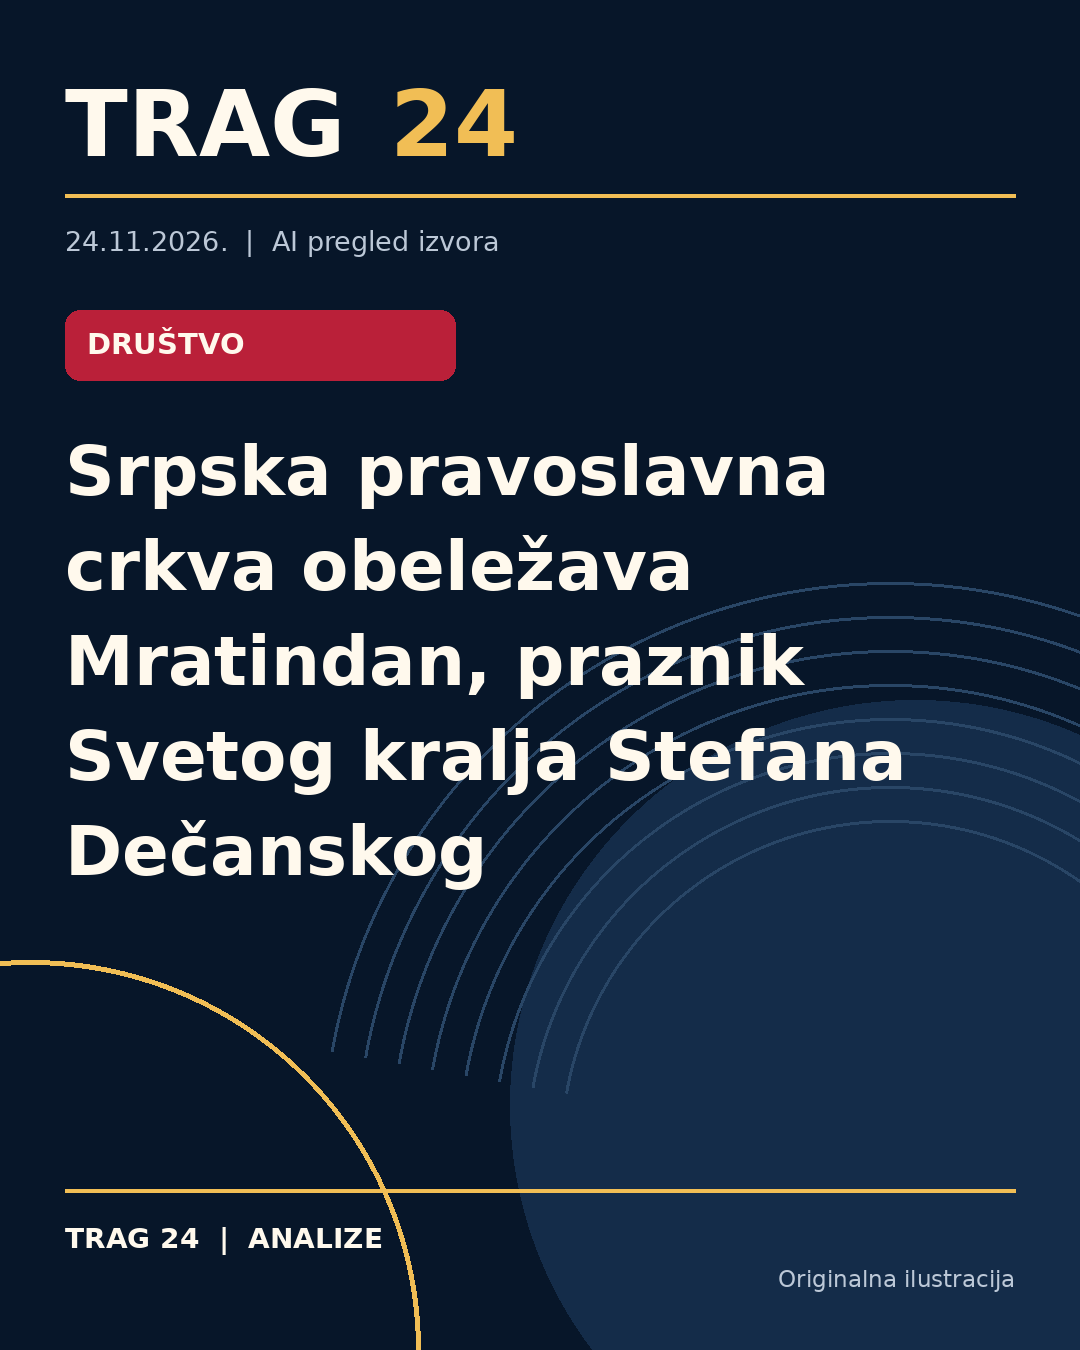 TRAG 24
24.11.2026. | AI pregled izvora
DRUŠTVO
Srpska pravoslavna
crkva obeležava
Mratindan, praznik
Svetog kralja Stefana
Dečanskog
TRAG 24 | ANALIZE
Originalna ilustracija